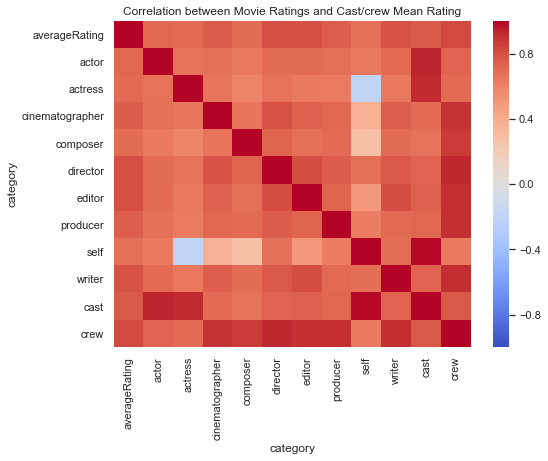 Correlation between Movie Ratings and Cast/crew Mean Rating
category
averageRating
actor
actress
cinematographer
composer
director
editor
producer
self
writer
cast
crew
averageRating
actor
actress
cinematographer
composer
director
editor
producer
self
writer
cast
crew
category
0.8
0.4
0.0
−0.4
−0.8